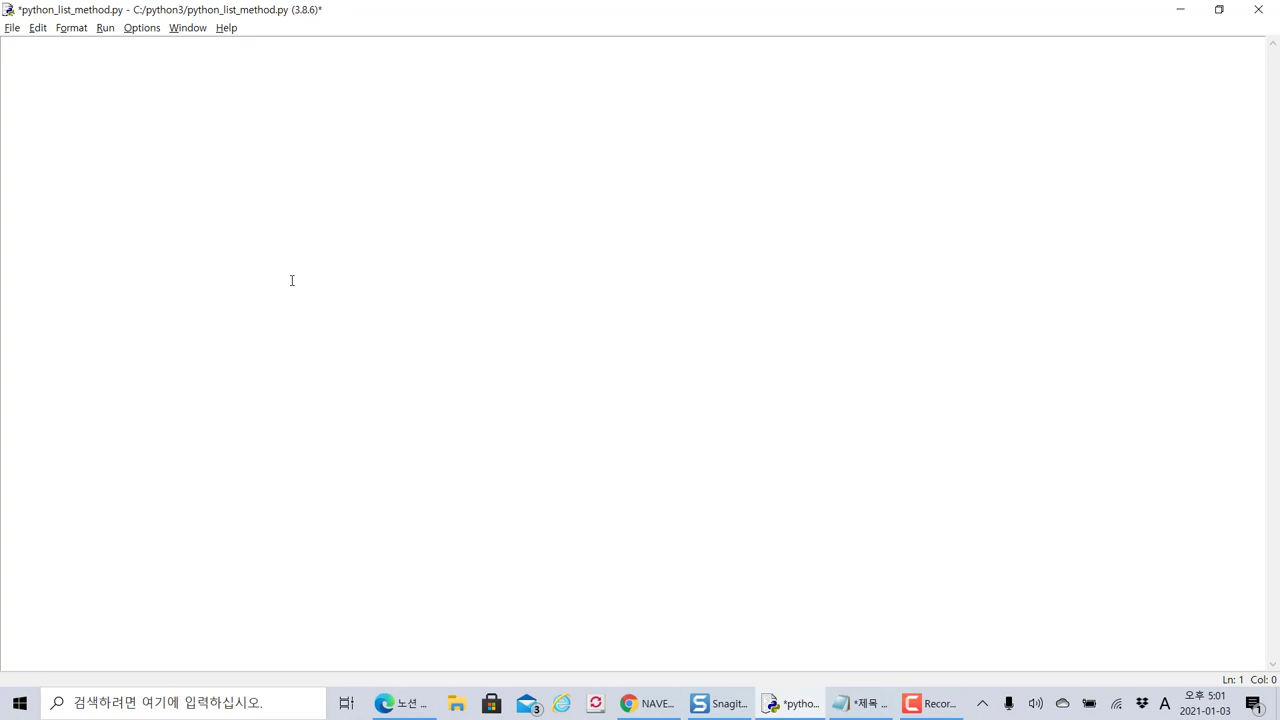 *python_list_method.py - C:/python3/python_list_method.py (3.8.6)*
File Edit Format Run Options Window Help
Ln: 1 Col: 0
검색하려면 여기에 입력하십시오.
3
노션 ...
NAVE...
Snagit...
*pytho...
*제목 ...
Recor...
A
오후 5:01
2021-01-03
1